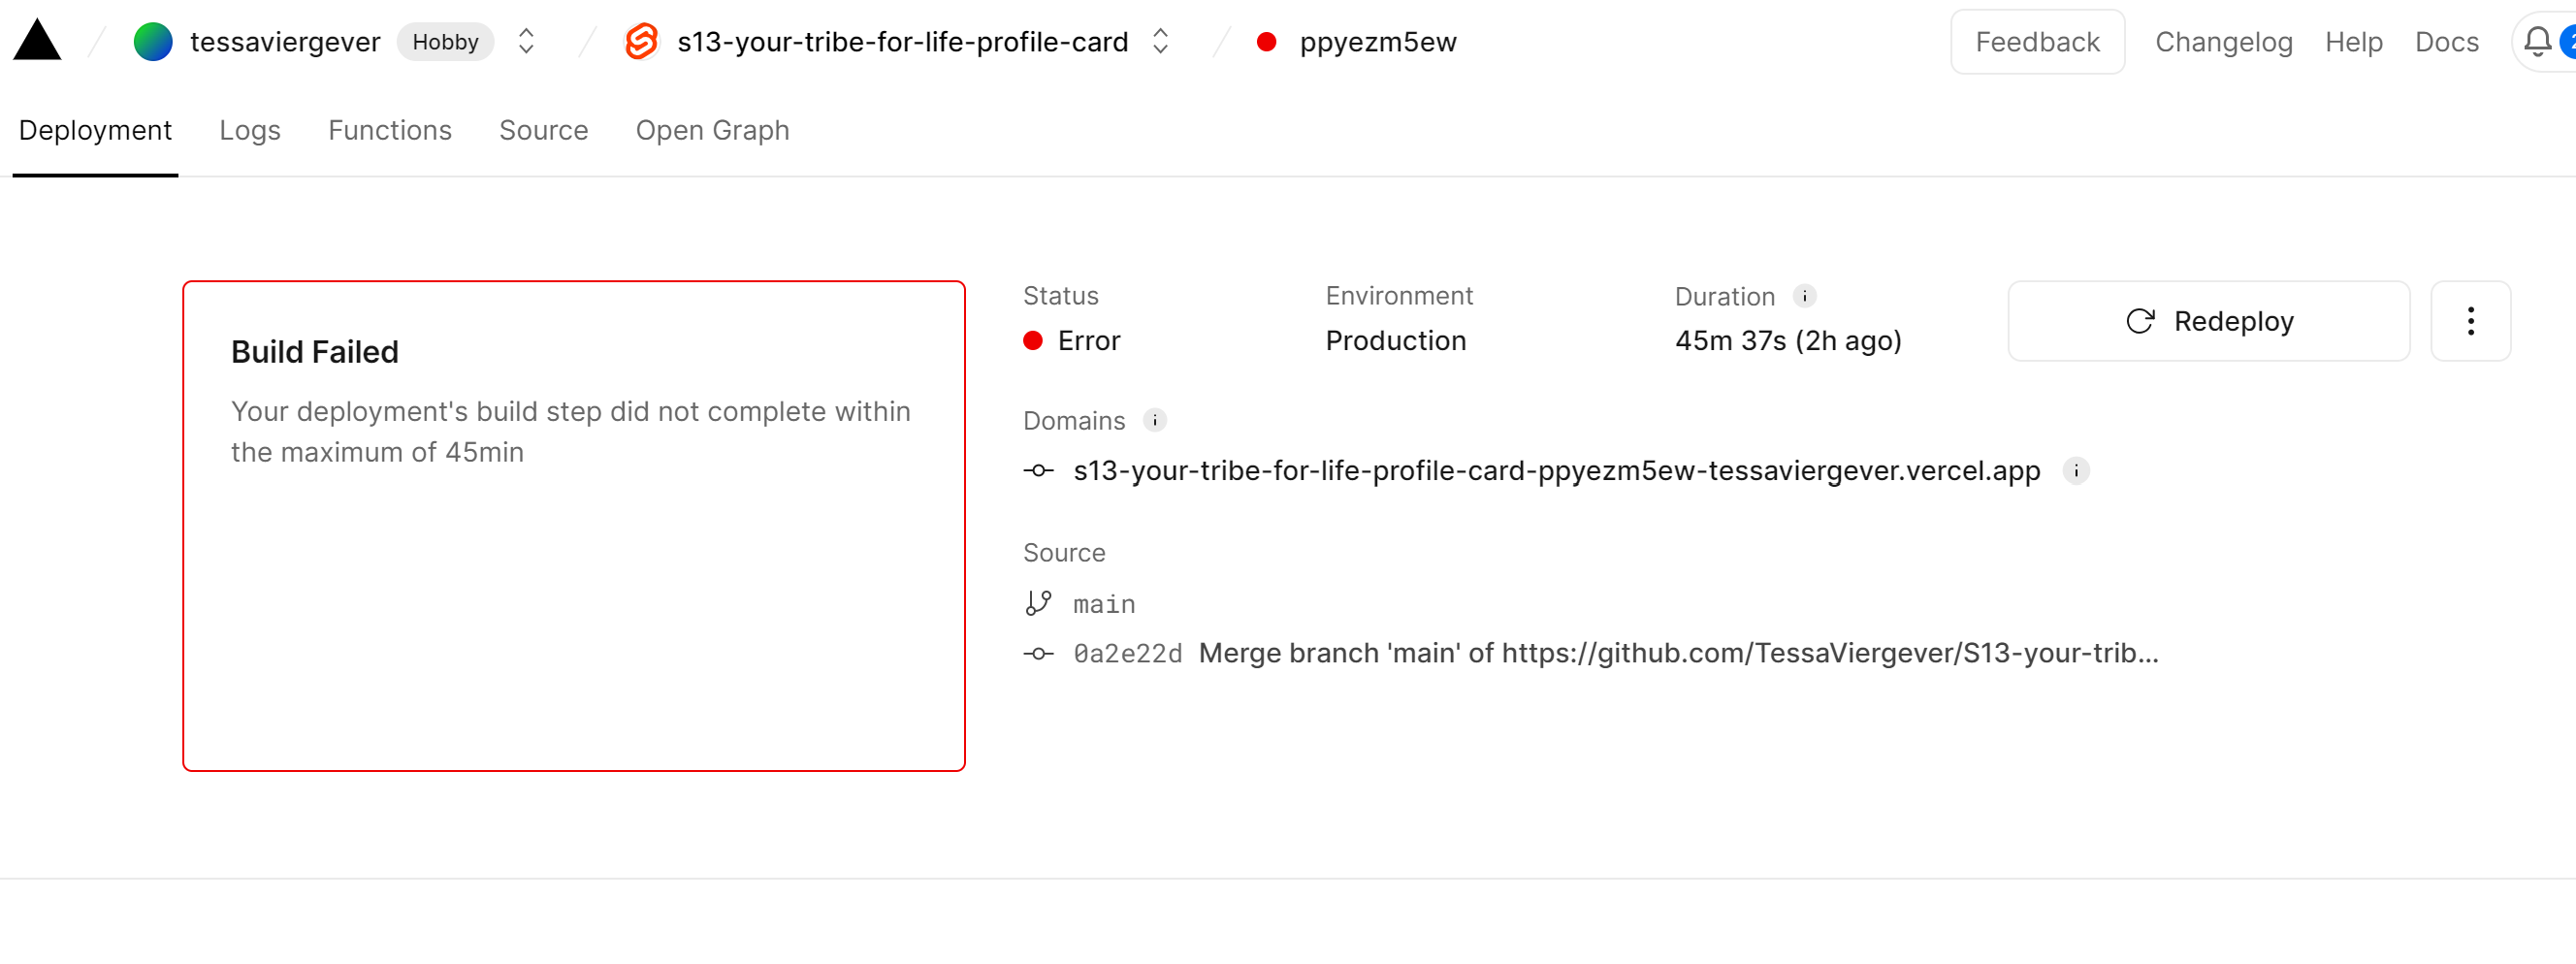 tessaviergever Hobby s13-your-tribe-for-life-profile-card ppyezm5ew Feedback Changelog Help Docs
Deployment Logs Functions Source Open Graph
Build Failed
Your deployment's build step did not complete within
the maximum of 45min
Status Environment Duration
Error Production 45m 37s (2h ago) Redeploy
Domains
s13-your-tribe-for-life-profile-card-ppyezm5ew-tessaviergever.vercel.app
Source
main
0a2e22d Merge branch 'main' of https://github.com/TessaViergever/S13-your-trib...